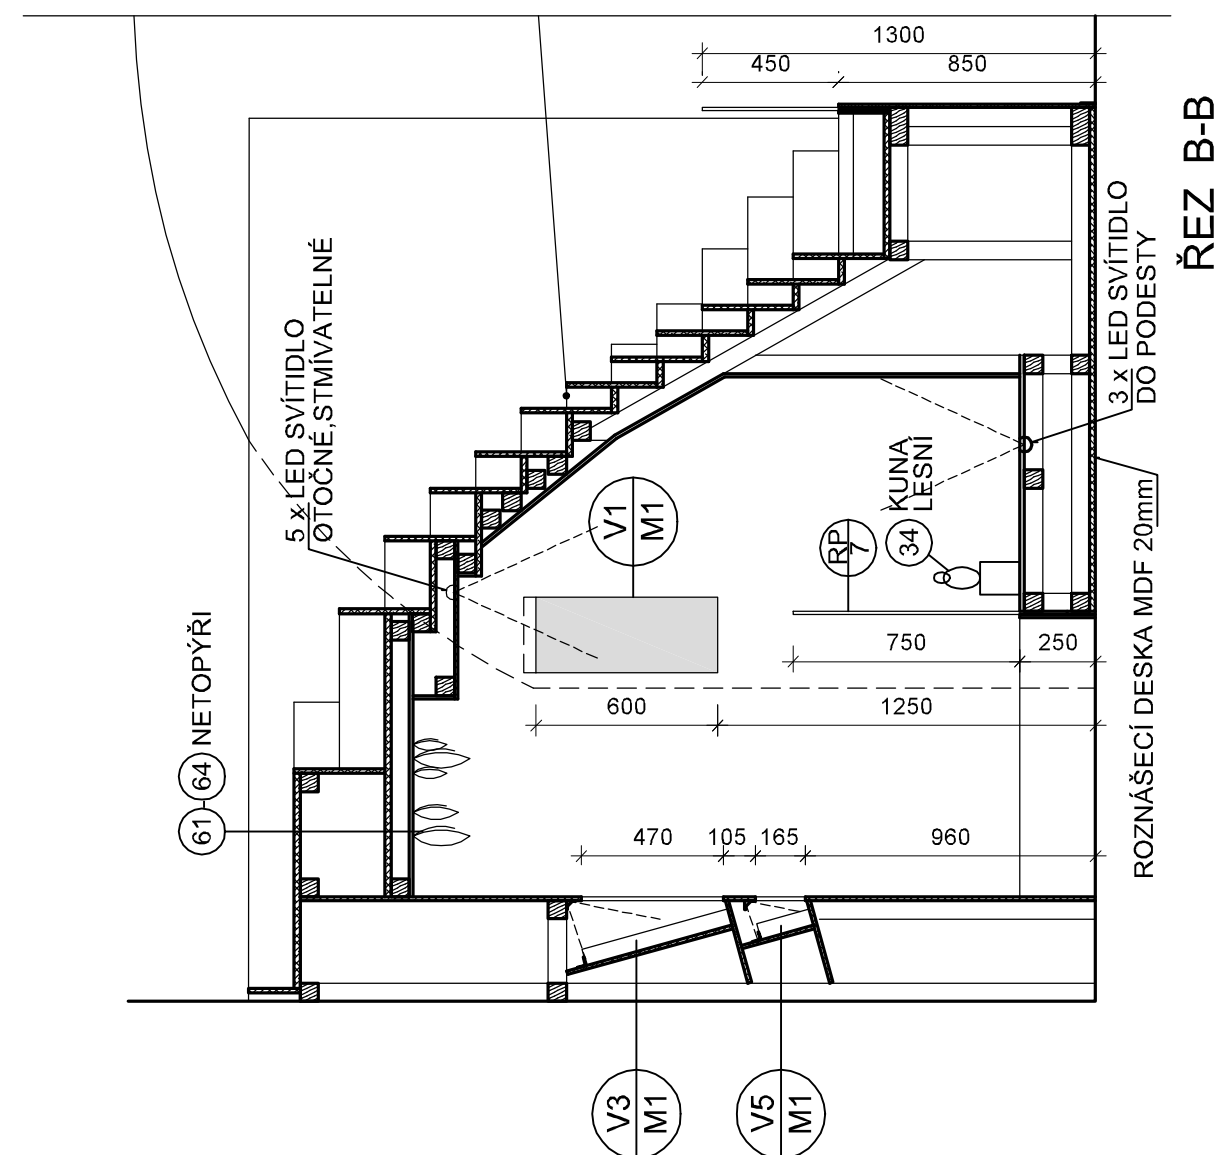 1300
450
850
ŘEZ B-B
5 x LED SVÍTIDLO
OTOČNÉ,STMÍVATELNÉ
3 x LED SVÍTIDLO
DO PODESTY
V1
M1
RP
7
34
KUNA
LESNÍ
ROZNÁŠECÍ DESKA MDF 20mm
61-64 NETOPÝŘI
750
250
600
1250
470
105
165
960
V3
M1
V5
M1